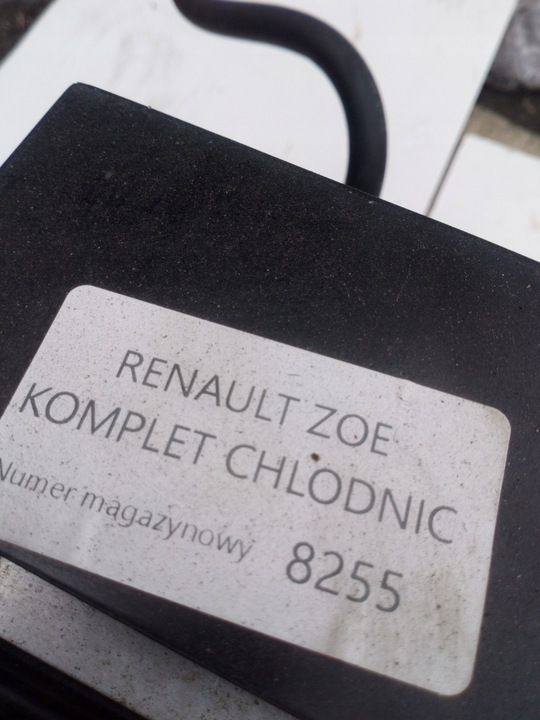 RENAULT ZOE
KOMPLET CHLODNIC
Numer magazynowy 8255